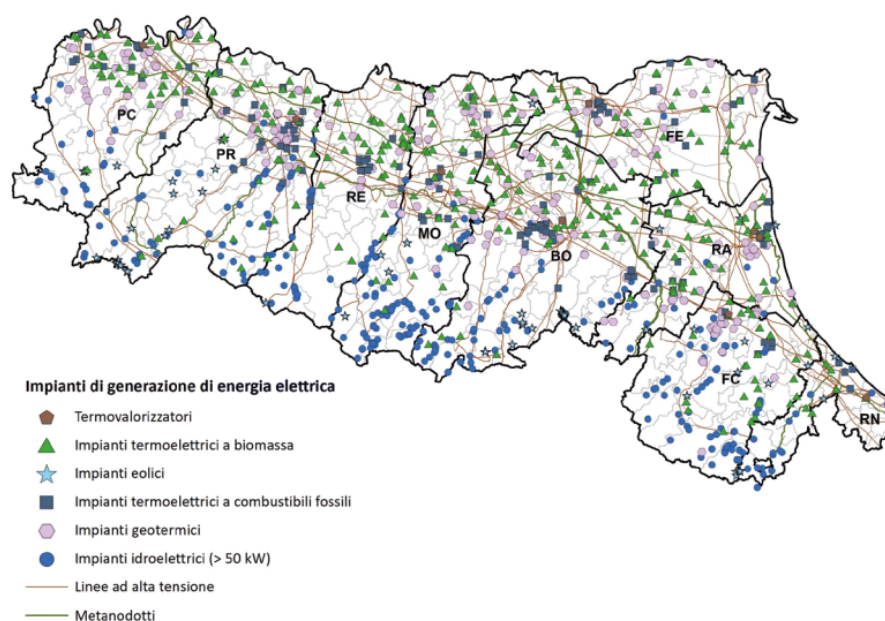 PC
PR
RE
MO
BO
FE
RA
FC
RN
Impianti di generazione di energia elettrica
Termovalorizzatori
Impianti termoelettrici a biomassa
Impianti eolici
Impianti termoelettrici a combustibili fossili
Impianti geotermici
Impianti idroelettrici (> 50 kW)
Linee ad alta tensione
Metanodotti